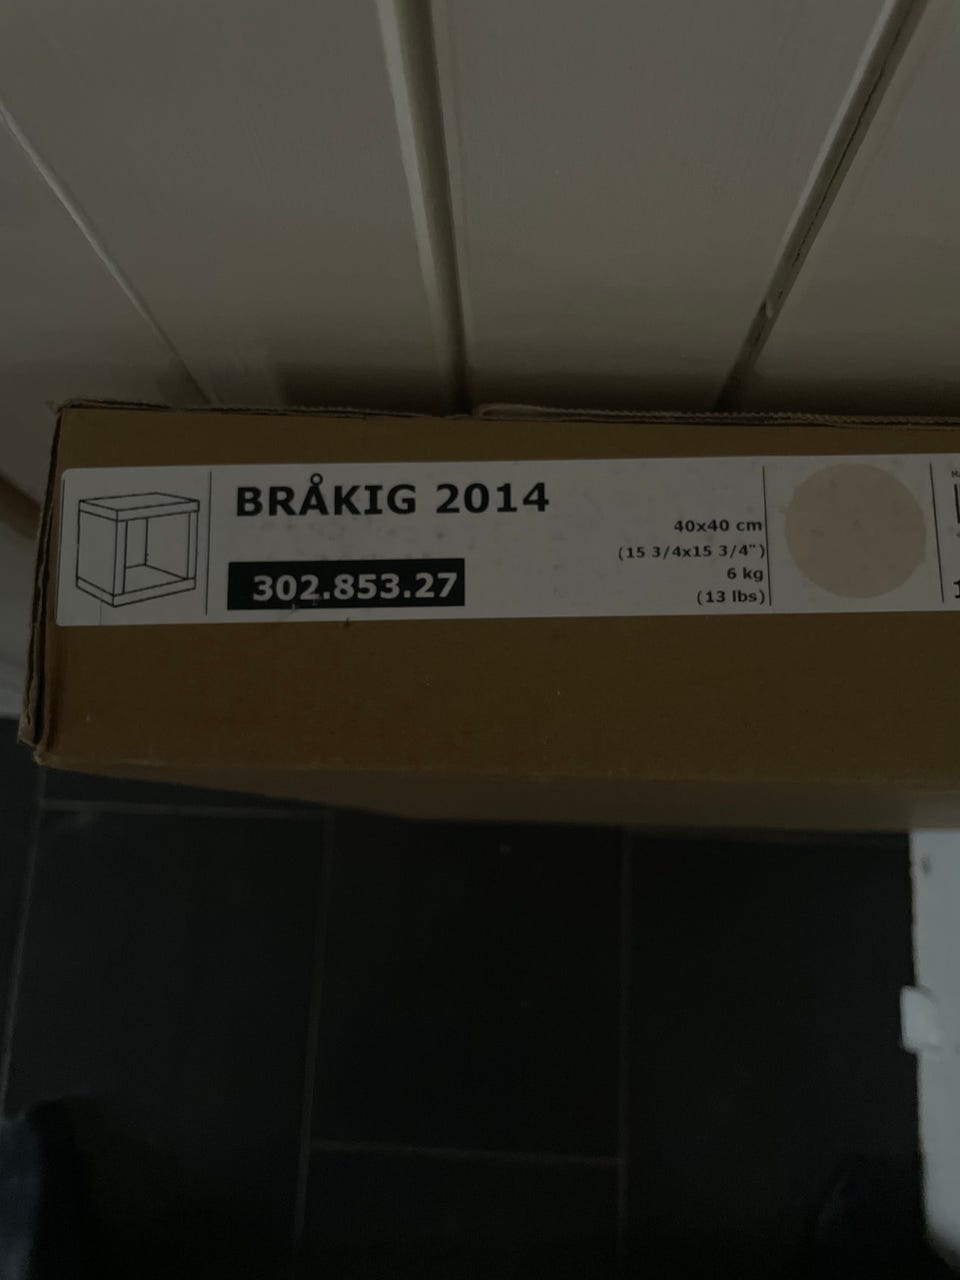 BRÅKIG 2014
302.853.27
40x40 cm
(15 3/4x15 3/4")
6 kg
(13 lbs)